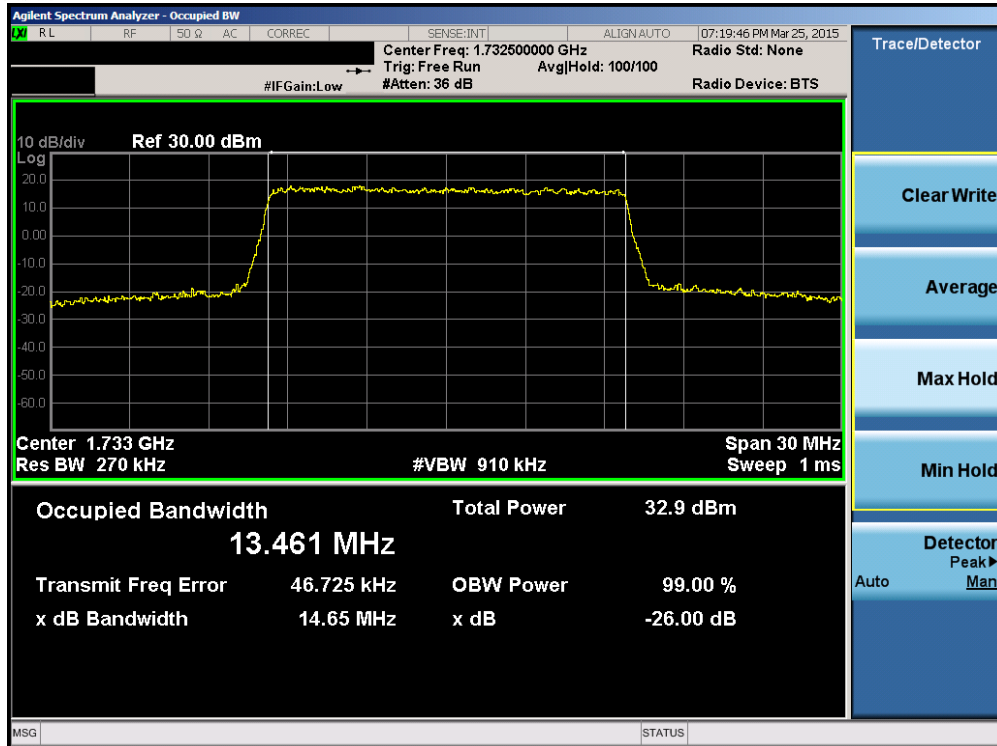 Agilent Spectrum Analyzer - Occupied BW
LXI RL RF 50 Ω AC CORREC SENSE:INT ALIGN AUTO 07:19:46 PM Mar 25, 2015
Center Freq: 1.732500000 GHz Radio Std: None
Trig: Free Run Avg|Hold: 100/100
#IFGain:Low #Atten: 36 dB Radio Device: BTS
10 dB/div Ref 30.00 dBm
Log
20.0
10.0
0.00
-10.0
-20.0
-30.0
-40.0
-50.0
-60.0
Center 1.733 GHz Span 30 MHz
Res BW 270 kHz #VBW 910 kHz Sweep 1 ms
Occupied Bandwidth Total Power 32.9 dBm
13.461 MHz
Transmit Freq Error 46.725 kHz OBW Power 99.00 %
x dB Bandwidth 14.65 MHz x dB -26.00 dB
MSG STATUS
Trace/Detector
Clear Write
Average
Max Hold
Min Hold
Detector
Peak▶
Auto Man